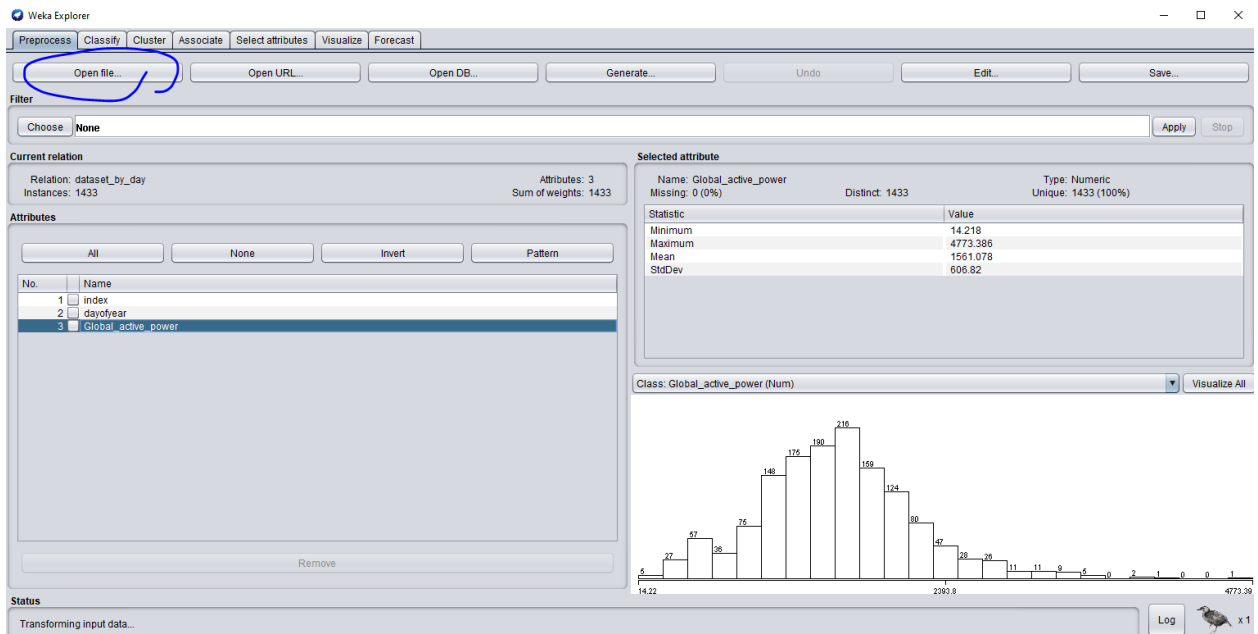 Weka Explorer
Preprocess Classify Cluster Associate Select attributes Visualize Forecast
Open file... Open URL... Open DB... Generate... Undo Edit... Save...
Filter
Choose None Apply Stop
Current relation
Relation: dataset_by_day Attributes: 3
Instances: 1433 Sum of weights: 1433
Attributes
All None Invert Pattern
No. Name
1 index
2 dayofyear
3 Global_active_power
Remove
Selected attribute
Name: Global_active_power Type: Numeric
Missing: 0 (0%) Distinct: 1433 Unique: 1433 (100%)
Statistic Value
Minimum 14.218
Maximum 4773.386
Mean 1561.078
StdDev 606.82
Class: Global_active_power (Num) Visualize All
5 27 57 36 75 148 175 190 216 159 124 80 47 28 26 11 11 9 5 0 2 1 0 0 1
14.22 2393.8 4773.39
Status
Transforming input data... Log x 1